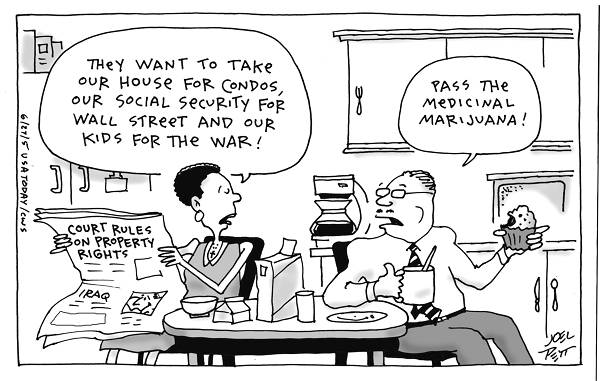 THEY WANT TO TAKE
OUR HOUSE FOR CONDOS,
OUR SOCIAL SECURITY FOR
WALL STREET AND OUR
KIDS FOR THE WAR!
PASS THE
MEDICINAL
MARIJUANA!
COURT RULES
ON PROPERTY
RIGHTS
IRAQ
6/27/5 USA TODAY/CWS
JOEL
PETT